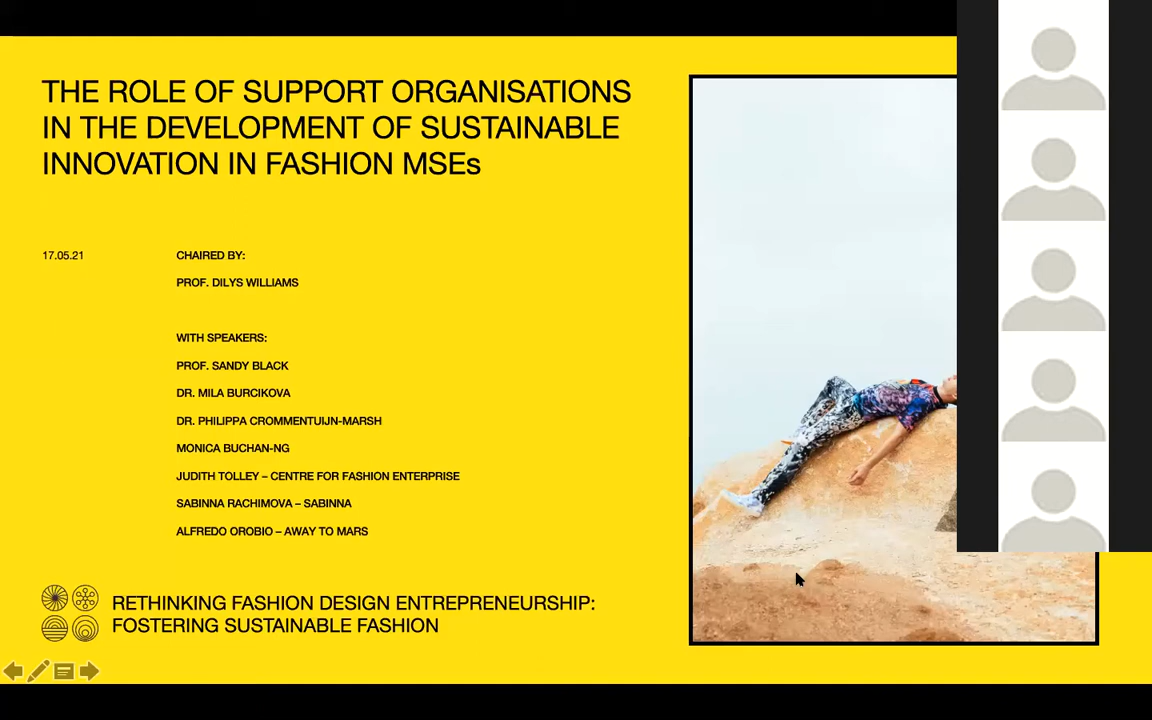 THE ROLE OF SUPPORT ORGANISATIONS
IN THE DEVELOPMENT OF SUSTAINABLE
INNOVATION IN FASHION MSEs
17.05.21
CHAIRED BY:
PROF. DILYS WILLIAMS
WITH SPEAKERS:
PROF. SANDY BLACK
DR. MILA BURCIKOVA
DR. PHILIPPA CROMMENTUIJN-MARSH
MONICA BUCHAN-NG
JUDITH TOLLEY – CENTRE FOR FASHION ENTERPRISE
SABINNA RACHIMOVA – SABINNA
ALFREDO OROBIO – AWAY TO MARS
RETHINKING FASHION DESIGN ENTREPRENEURSHIP:
FOSTERING SUSTAINABLE FASHION